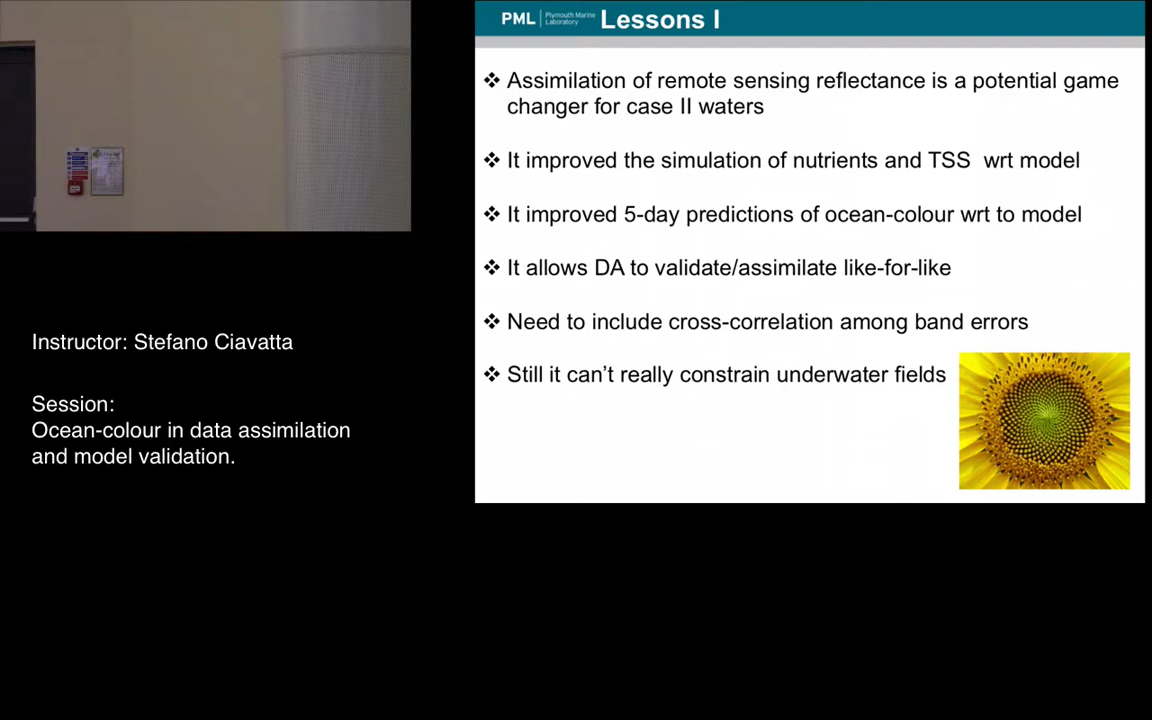 PML
Plymouth Marine
Laboratory
Lessons I
❖ Assimilation of remote sensing reflectance is a potential game
changer for case II waters
❖ It improved the simulation of nutrients and TSS wrt model
❖ It improved 5-day predictions of ocean-colour wrt to model
❖ It allows DA to validate/assimilate like-for-like
❖ Need to include cross-correlation among band errors
❖ Still it can’t really constrain underwater fields
Instructor: Stefano Ciavatta
Session:
Ocean-colour in data assimilation
and model validation.